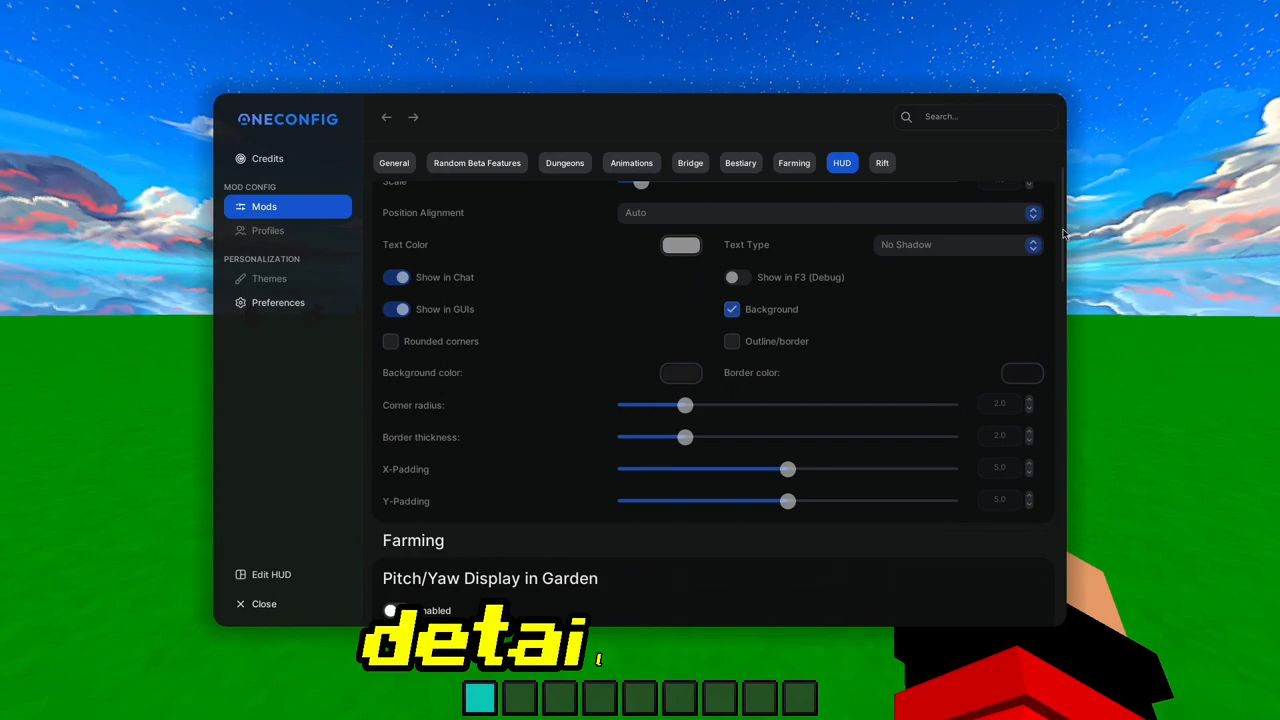 ONECONFIG
Search...
Credits
General
Random Beta Features
Dungeons
Animations
Bridge
Bestiary
Farming
HUD
Rift
MOD CONFIG
Mods
Profiles
PERSONALIZATION
Themes
Preferences
Scale
Position Alignment
Auto
Text Color
Text Type
No Shadow
Show in Chat
Show in F3 (Debug)
Show in GUIs
Background
Rounded corners
Outline/border
Background color:
Border color:
Corner radius:
2.0
Border thickness:
2.0
X-Padding
5.0
Y-Padding
5.0
Farming
Pitch/Yaw Display in Garden
Edit HUD
Close
detai